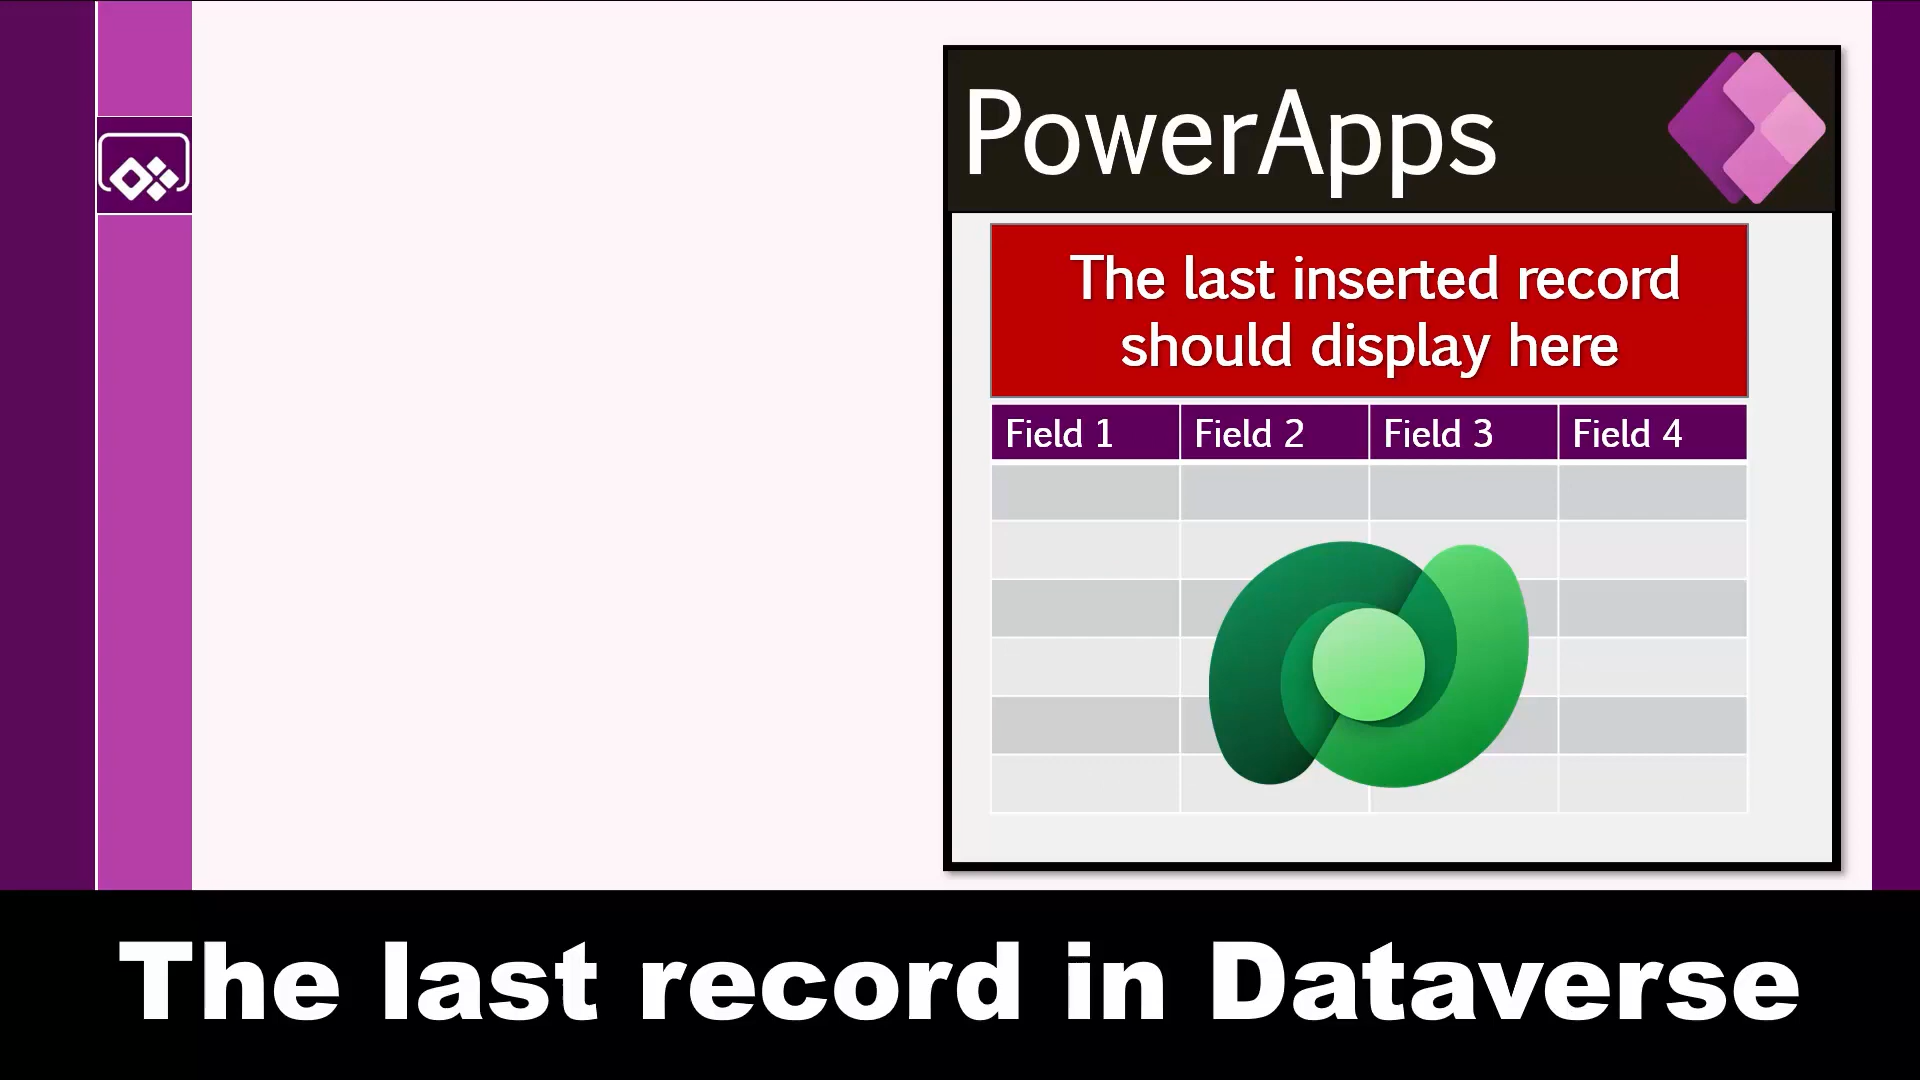 PowerApps
The last inserted record
should display here
Field 1 Field 2 Field 3 Field 4
The last record in Dataverse